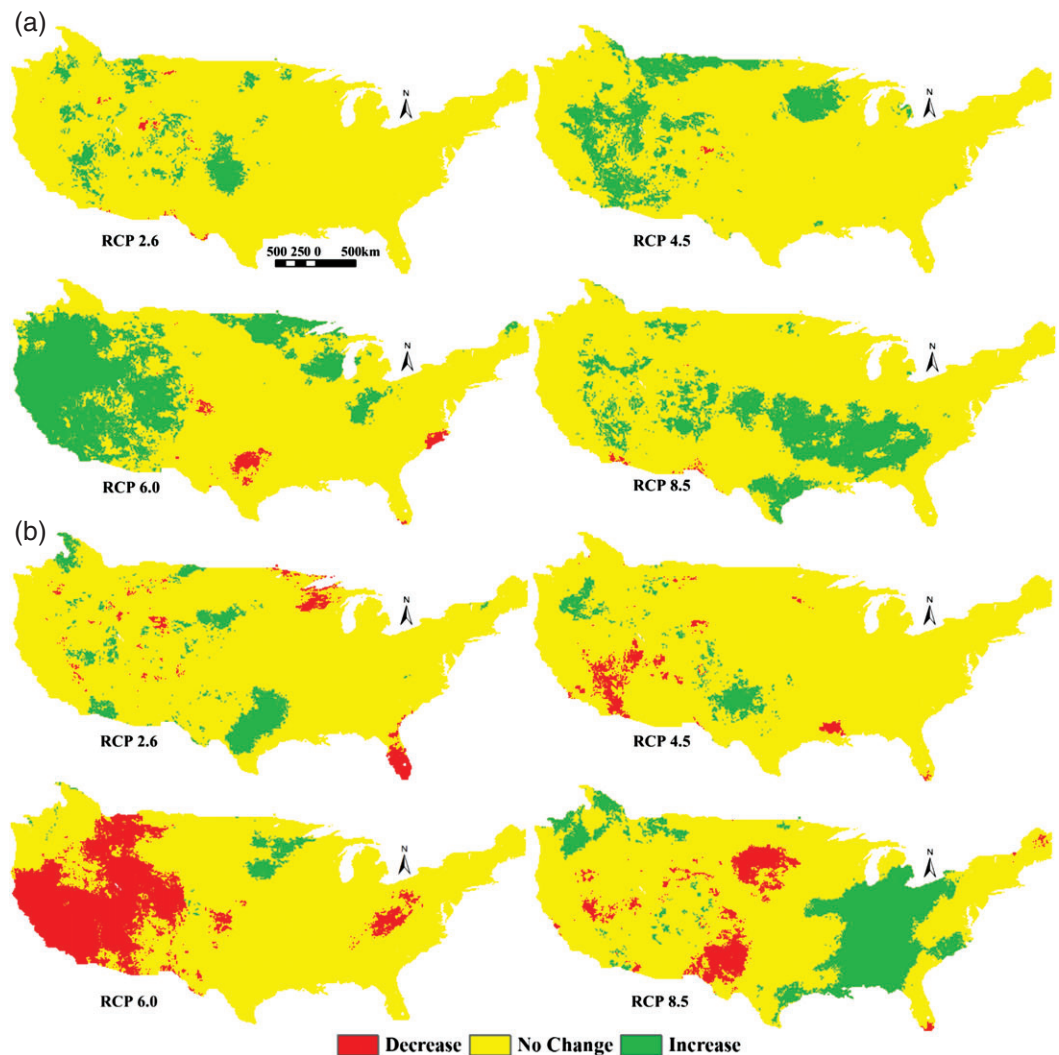 (a)
N
N
RCP 2.6
RCP 4.5
500 250 0 500km
N
N
RCP 6.0
RCP 8.5
(b)
N
N
RCP 2.6
RCP 4.5
N
N
RCP 6.0
RCP 8.5
Decrease No Change Increase